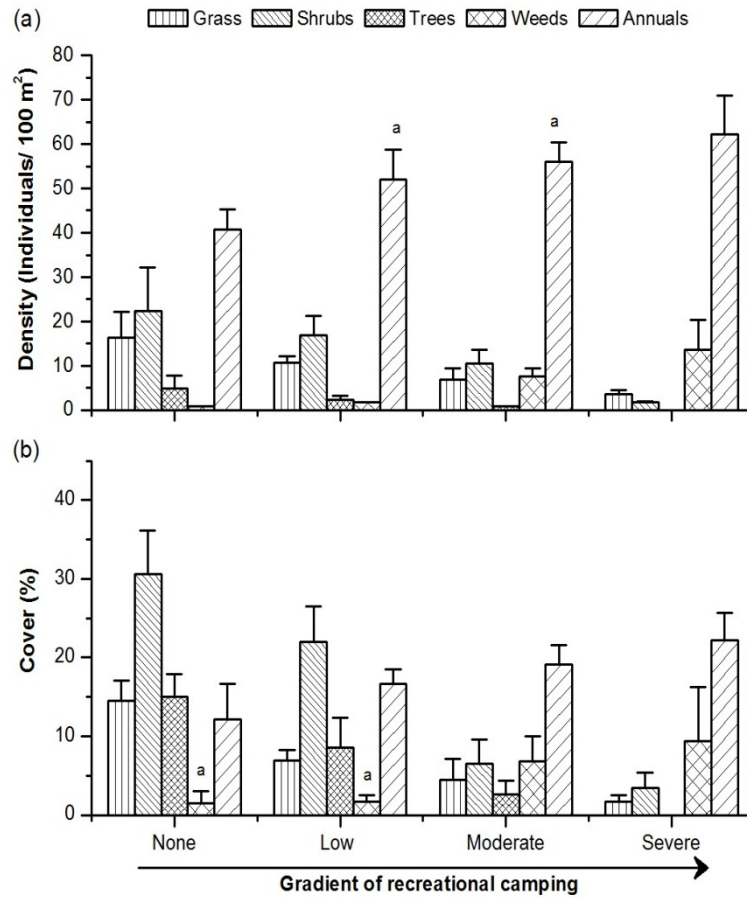 (a)
Grass Shrubs Trees Weeds Annuals
80
70
60
50
40
30
20
10
0
Density (Individuals/ 100 m²)
a
a
(b)
40
30
20
10
0
Cover (%)
a
a
None Low Moderate Severe
Gradient of recreational camping